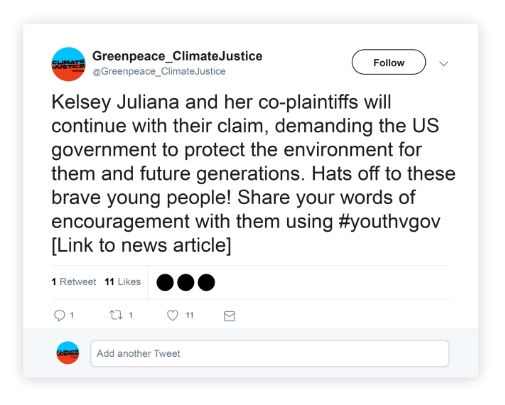 CLIMATE
JUSTICE
Greenpeace_ClimateJustice
@Greenpeace_ClimateJustice
Follow
Kelsey Juliana and her co-plaintiffs will
continue with their claim, demanding the US
government to protect the environment for
them and future generations. Hats off to these
brave young people! Share your words of
encouragement with them using #youthvgov
[Link to news article]
1 Retweet 11 Likes
1 1 11
CLIMATE
JUSTICE
Add another Tweet